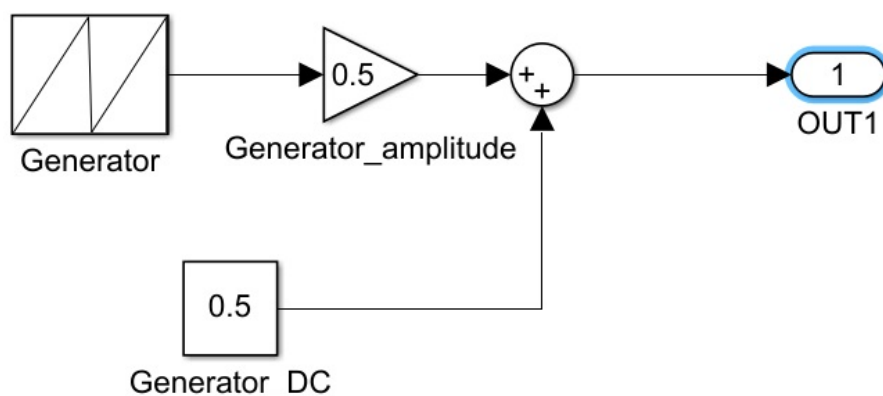 0.5
++
1
Generator
Generator_amplitude
OUT1
0.5
Generator DC